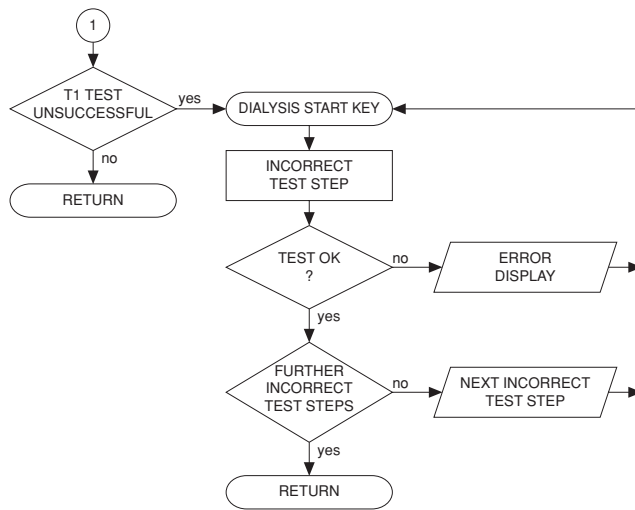 1
T1 TEST
UNSUCCESSFUL
yes
DIALYSIS START KEY
no
RETURN
INCORRECT
TEST STEP
TEST OK
?
no
ERROR
DISPLAY
yes
FURTHER
INCORRECT
TEST STEPS
no
NEXT INCORRECT
TEST STEP
yes
RETURN